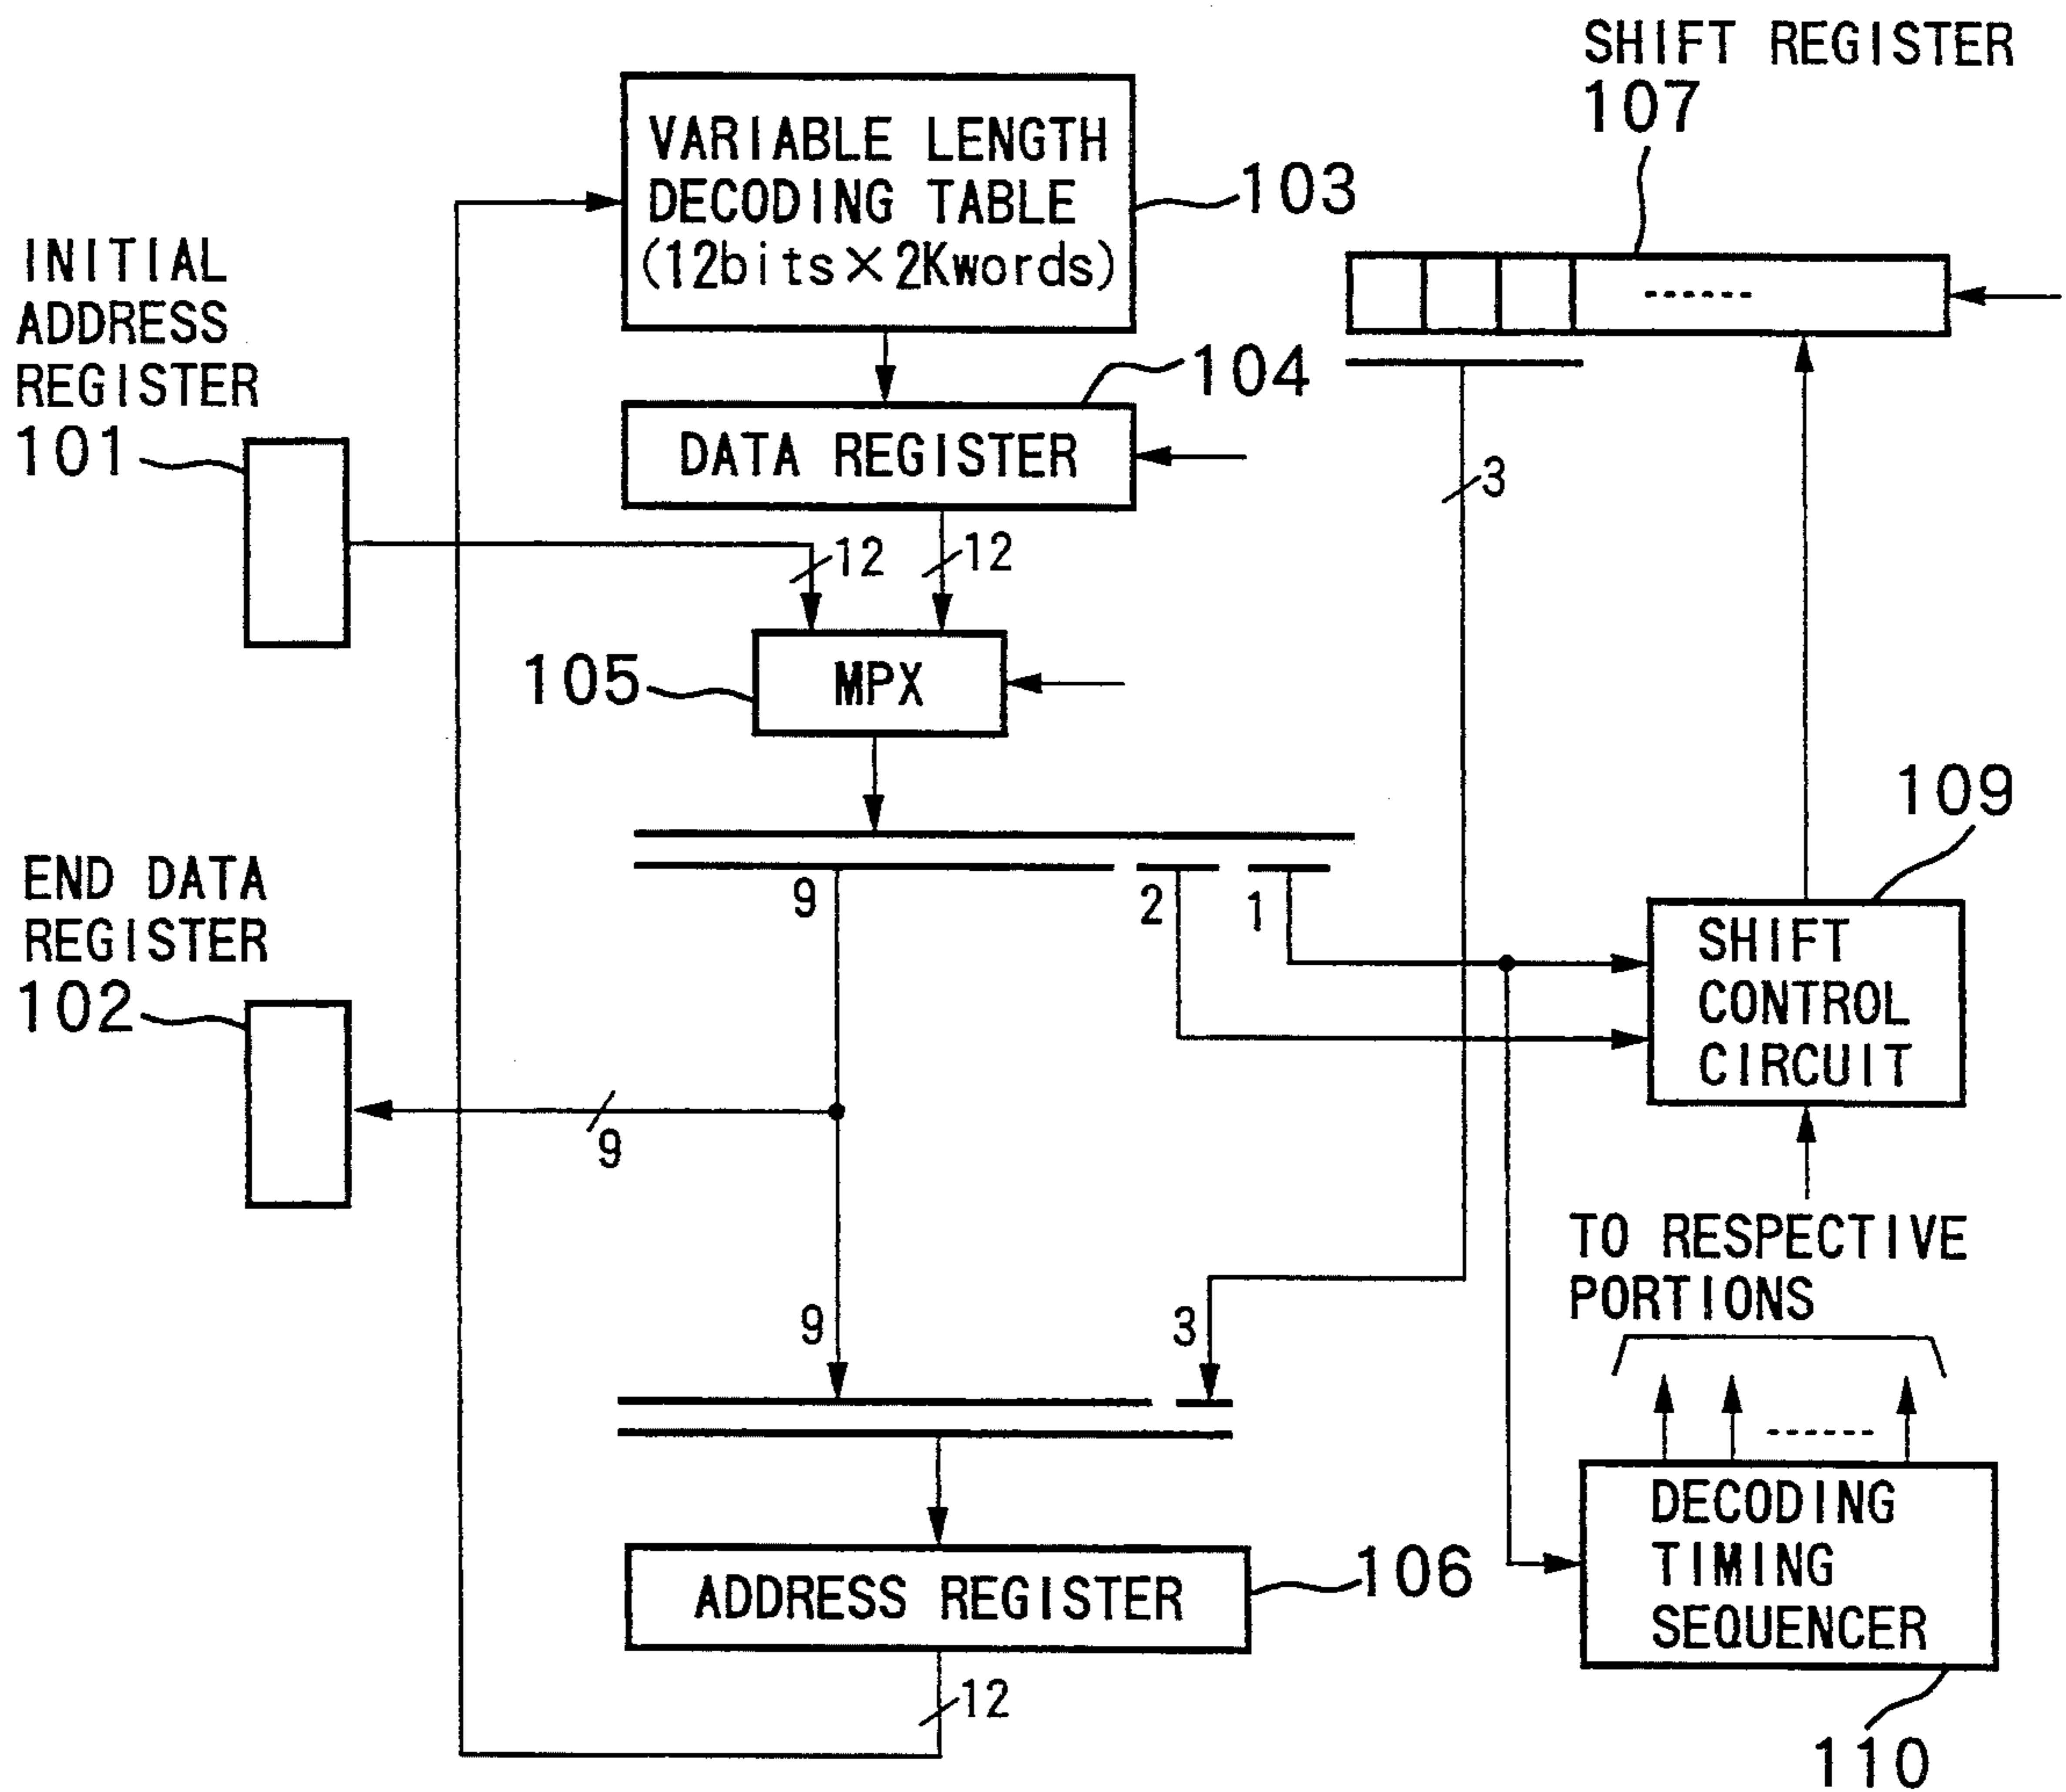 SHIFT REGISTER
107
VARIABLE LENGTH
DECODING TABLE
(12bits×2Kwords)
103
INITIAL
ADDRESS
REGISTER
101
104
DATA REGISTER
3
12
12
105
MPX
109
END DATA
REGISTER
102
9
2
1
SHIFT
CONTROL
CIRCUIT
9
TO RESPECTIVE
PORTIONS
9
3
------
-------
DECODING
TIMING
SEQUENCER
ADDRESS REGISTER
106
12
110